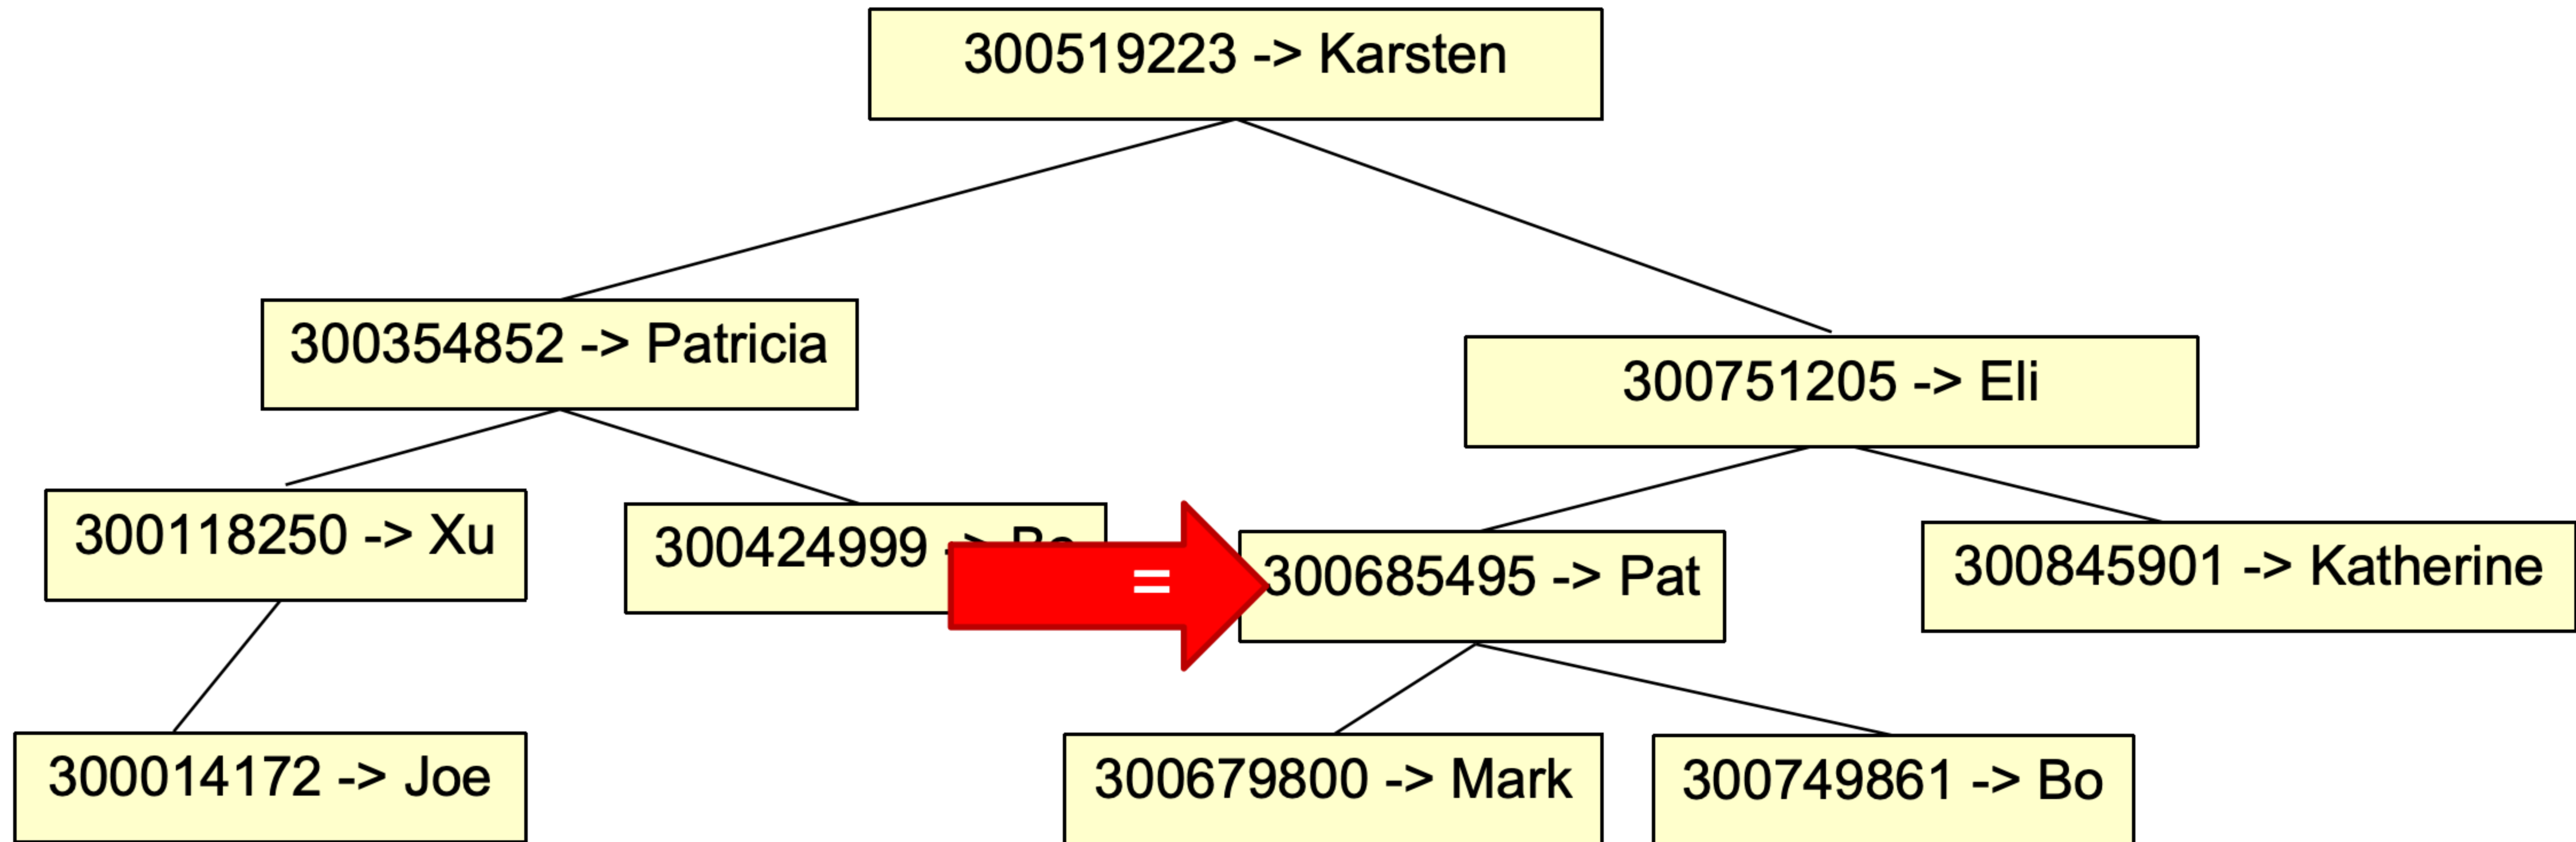 300519223 -> Karsten
300354852 -> Patricia
300751205 -> Eli
300118250 -> Xu
300424999 ->
=
300685495 -> Pat
300845901 -> Katherine
300014172 -> Joe
300679800 -> Mark
300749861 -> Bo